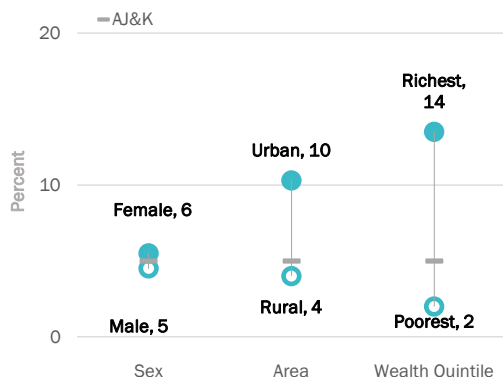 AJ&K
20
Richest,
14
Urban, 10
Percent
10
Female, 6
Rural, 4
Poorest, 2
Male, 5
0
Sex
Area
Wealth Quintile